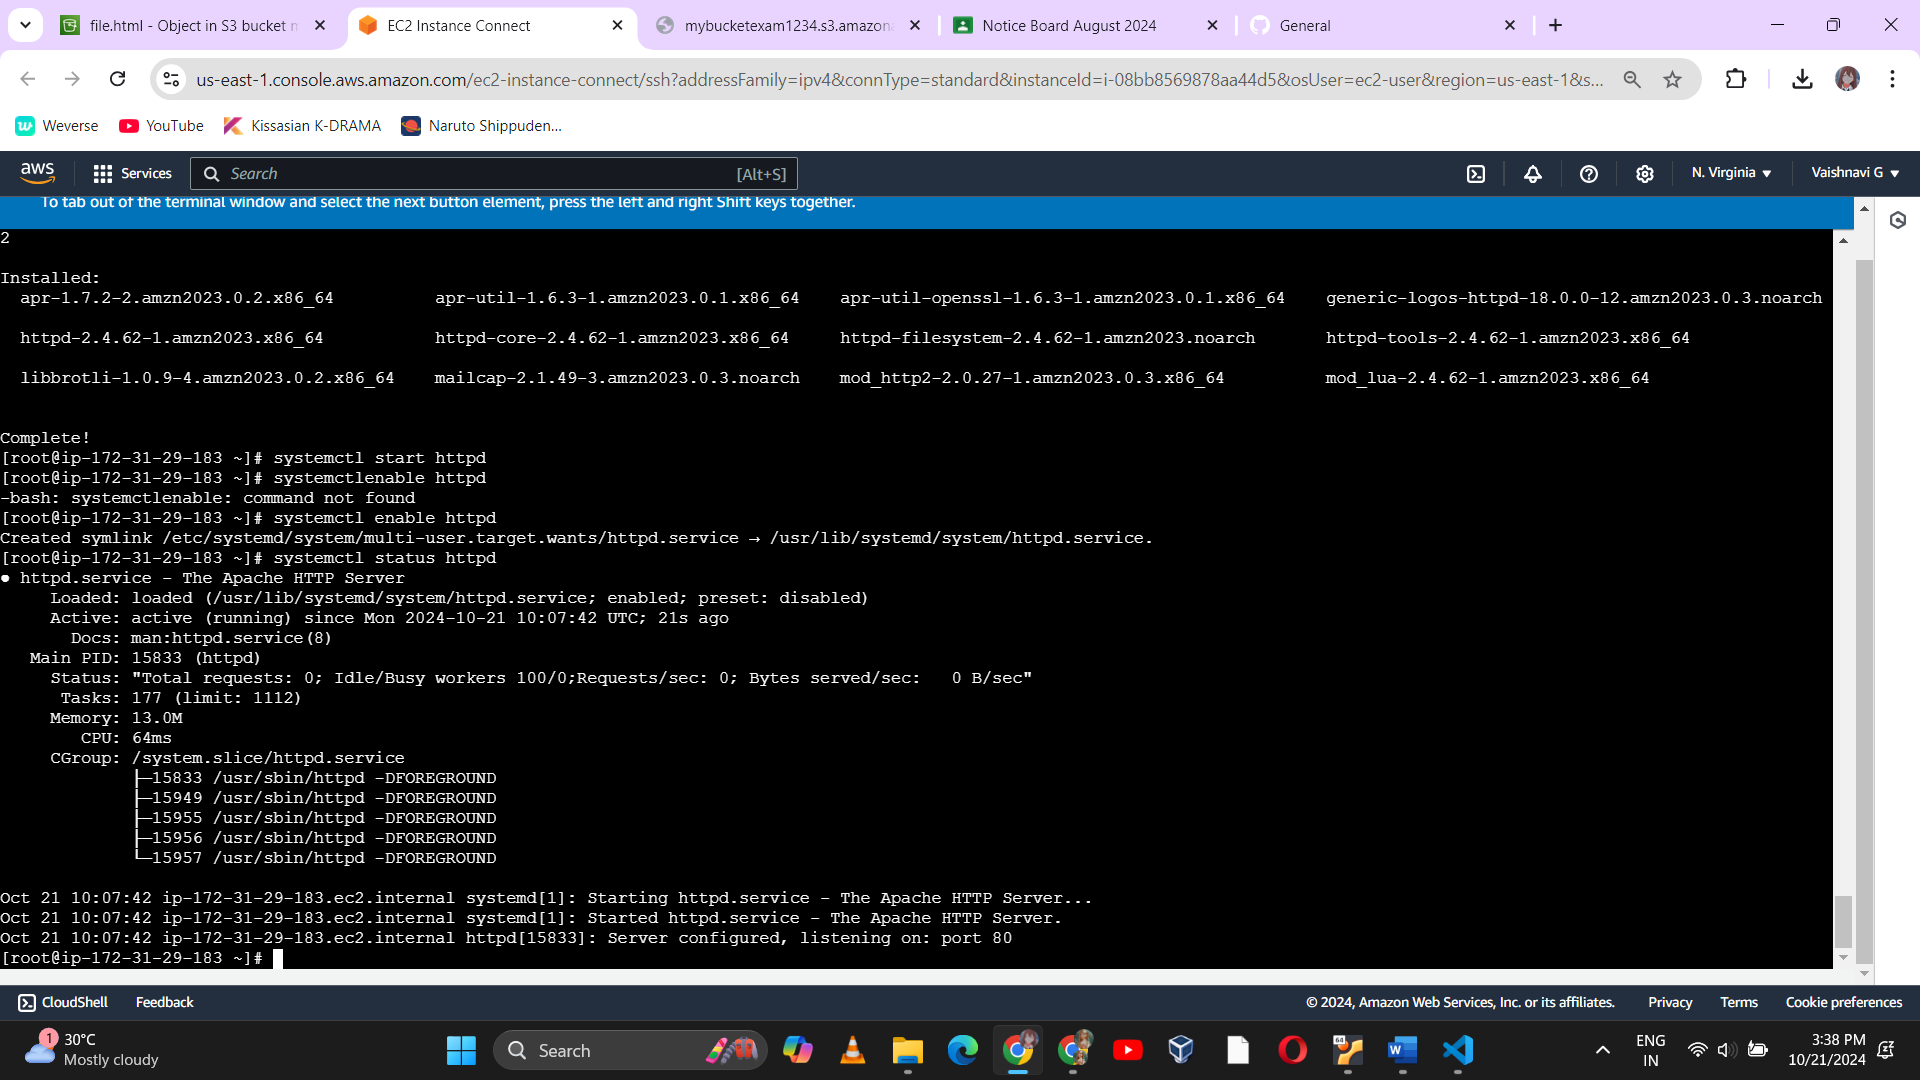 file.html - Object in S3 bucket m
EC2 Instance Connect
mybucketexam1234.s3.amazona
Notice Board August 2024
General
us-east-1.console.aws.amazon.com/ec2-instance-connect/ssh?addressFamily=ipv4&connType=standard&instanceId=i-08bb8569878aa44d5&osUser=ec2-user&region=us-east-1&s...
Weverse
YouTube
Kissasian K-DRAMA
Naruto Shippuden...
aws
Services
Search
[Alt+S]
N. Virginia
Vaishnavi G
To tab out of the terminal window and select the next button element, press the left and right Shift keys together.
2
Installed:
apr-1.7.2-2.amzn2023.0.2.x86_64 apr-util-1.6.3-1.amzn2023.0.1.x86_64 apr-util-openssl-1.6.3-1.amzn2023.0.1.x86_64 generic-logos-httpd-18.0.0-12.amzn2023.0.3.noarch
httpd-2.4.62-1.amzn2023.x86_64 httpd-core-2.4.62-1.amzn2023.x86_64 httpd-filesystem-2.4.62-1.amzn2023.noarch httpd-tools-2.4.62-1.amzn2023.x86_64
libbrotli-1.0.9-4.amzn2023.0.2.x86_64 mailcap-2.1.49-3.amzn2023.0.3.noarch mod_http2-2.0.27-1.amzn2023.0.3.x86_64 mod_lua-2.4.62-1.amzn2023.x86_64
Complete!
[root@ip-172-31-29-183 ~]# systemctl start httpd
[root@ip-172-31-29-183 ~]# systemctlenable httpd
-bash: systemctlenable: command not found
[root@ip-172-31-29-183 ~]# systemctl enable httpd
Created symlink /etc/systemd/system/multi-user.target.wants/httpd.service → /usr/lib/systemd/system/httpd.service.
[root@ip-172-31-29-183 ~]# systemctl status httpd
● httpd.service - The Apache HTTP Server
Loaded: loaded (/usr/lib/systemd/system/httpd.service; enabled; preset: disabled)
Active: active (running) since Mon 2024-10-21 10:07:42 UTC; 21s ago
Docs: man:httpd.service(8)
Main PID: 15833 (httpd)
Status: "Total requests: 0; Idle/Busy workers 100/0;Requests/sec: 0; Bytes served/sec:   0 B/sec"
Tasks: 177 (limit: 1112)
Memory: 13.0M
CPU: 64ms
CGroup: /system.slice/httpd.service
├─15833 /usr/sbin/httpd -DFOREGROUND
├─15949 /usr/sbin/httpd -DFOREGROUND
├─15955 /usr/sbin/httpd -DFOREGROUND
├─15956 /usr/sbin/httpd -DFOREGROUND
└─15957 /usr/sbin/httpd -DFOREGROUND
Oct 21 10:07:42 ip-172-31-29-183.ec2.internal systemd[1]: Starting httpd.service - The Apache HTTP Server...
Oct 21 10:07:42 ip-172-31-29-183.ec2.internal systemd[1]: Started httpd.service - The Apache HTTP Server.
Oct 21 10:07:42 ip-172-31-29-183.ec2.internal httpd[15833]: Server configured, listening on: port 80
[root@ip-172-31-29-183 ~]#
CloudShell
Feedback
© 2024, Amazon Web Services, Inc. or its affiliates.
Privacy
Terms
Cookie preferences
1
30°C
Mostly cloudy
Search
64
ENG
IN
3:38 PM
10/21/2024